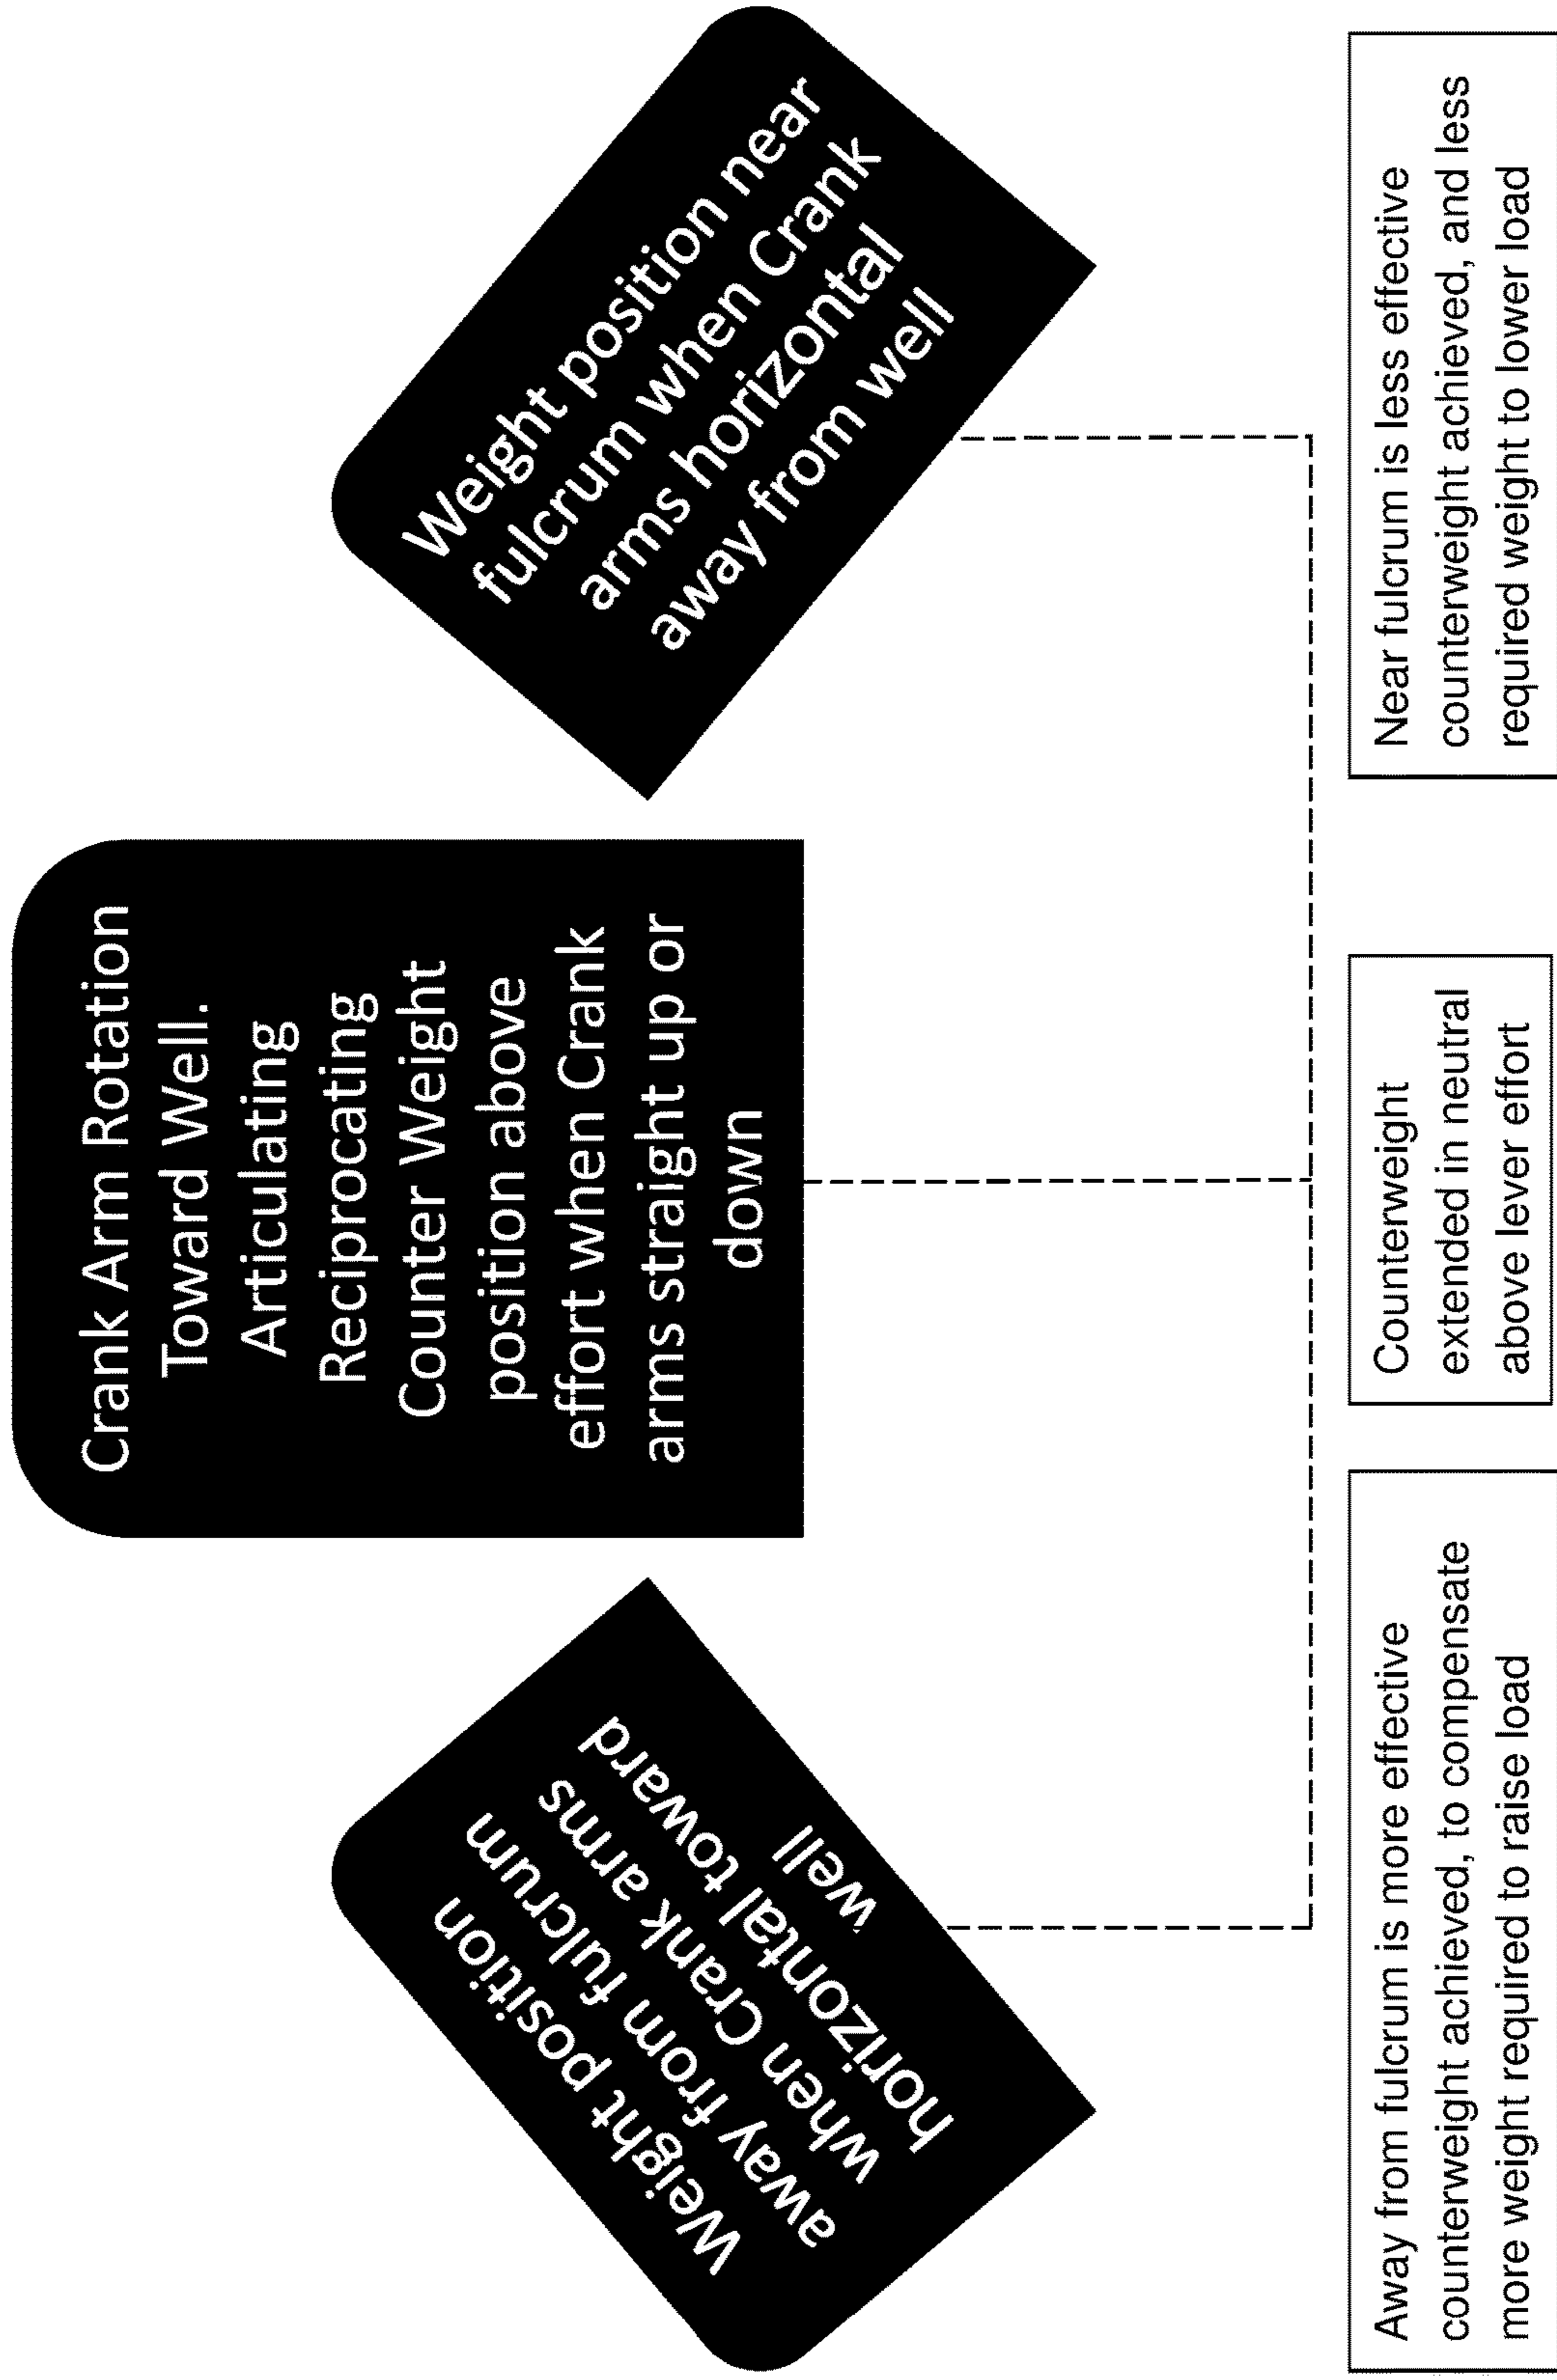 Weight position
away from fulcrum
when Crank arms
horizontal toward
well
Crank Arm Rotation
Toward Well.
Articulating
Reciprocating
Counter Weight
position above
effort when Crank
arms straight up or
down
Weight position near
fulcrum when Crank
arms horizontal
away from well
Away from fulcrum is more effective
counterweight achieved, to compensate
more weight required to raise load
Counterweight
extended in neutral
above lever effort
Near fulcrum is less effective
counterweight achieved, and less
required weight to lower load